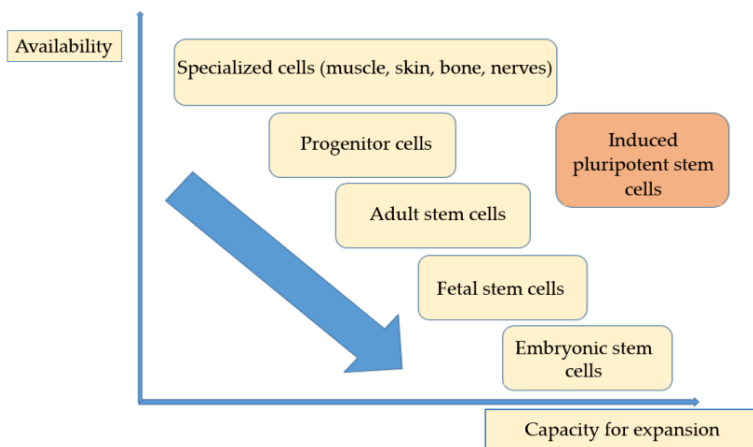 Availability
Specialized cells (muscle, skin, bone, nerves)
Progenitor cells
Induced
pluripotent stem
cells
Adult stem cells
Fetal stem cells
Embryonic stem
cells
Capacity for expansion